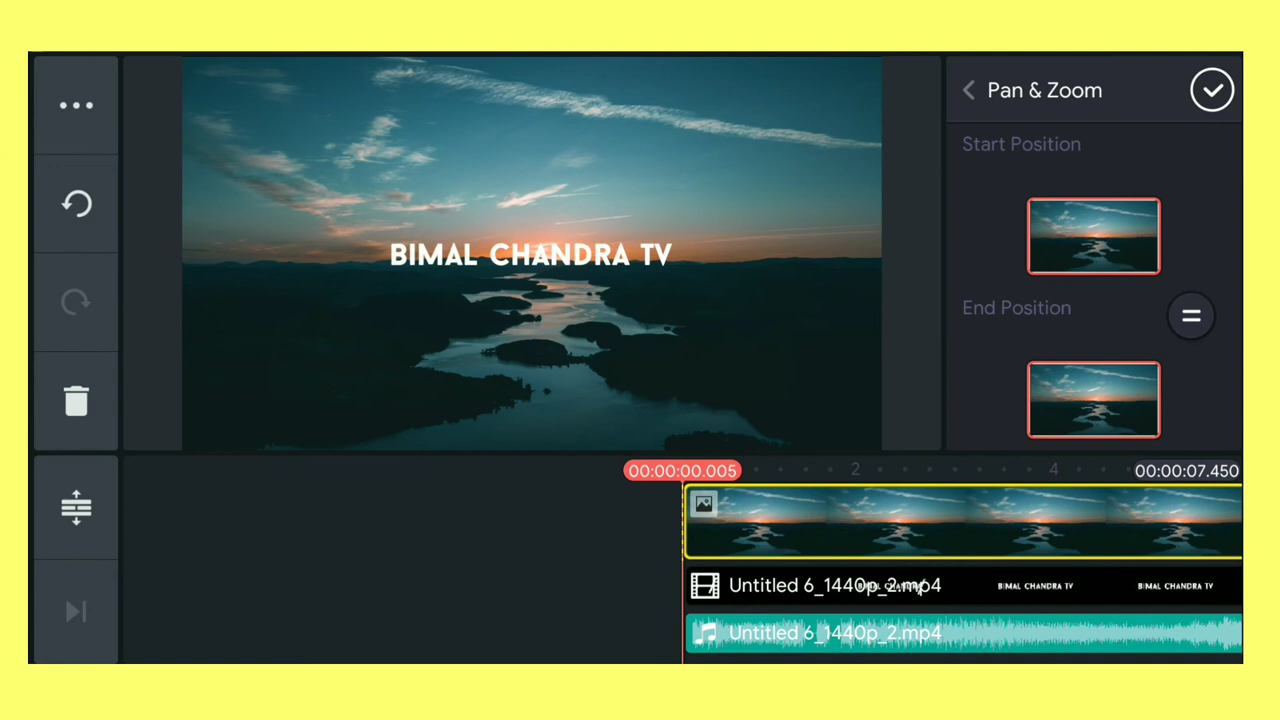 Pan & Zoom
Start Position
BIMAL CHANDRA TV
End Position
00:00:00.005
2
4
00:00:07.450
Untitled 6_1440p_2.mp4
BIMAL CHANDRA TV
BIMAL CHANDRA TV
Untitled 6_1440p_2.mp4